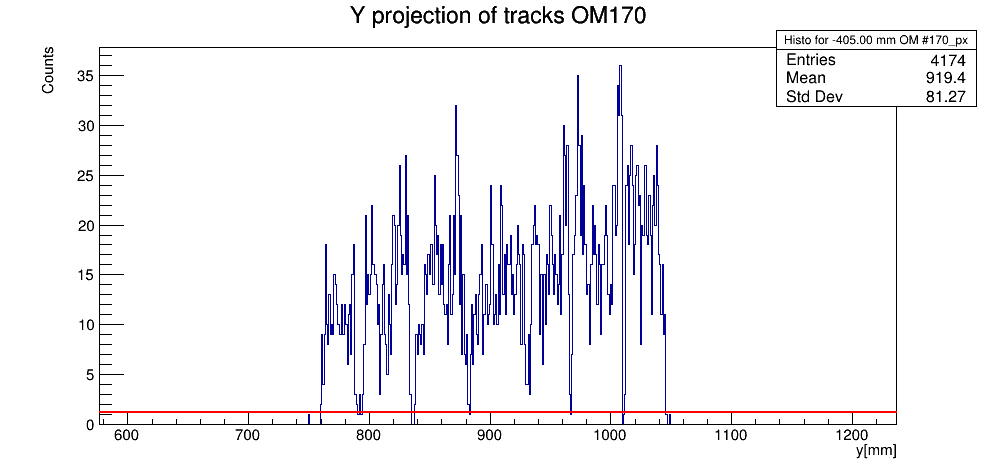 Y projection of tracks OM170
Histo for -405.00 mm OM #170_px
Entries 4174
Mean 919.4
Std Dev 81.27
Counts
35
30
25
20
15
10
5
0
600 700 800 900 1000 1100 1200
y[mm]